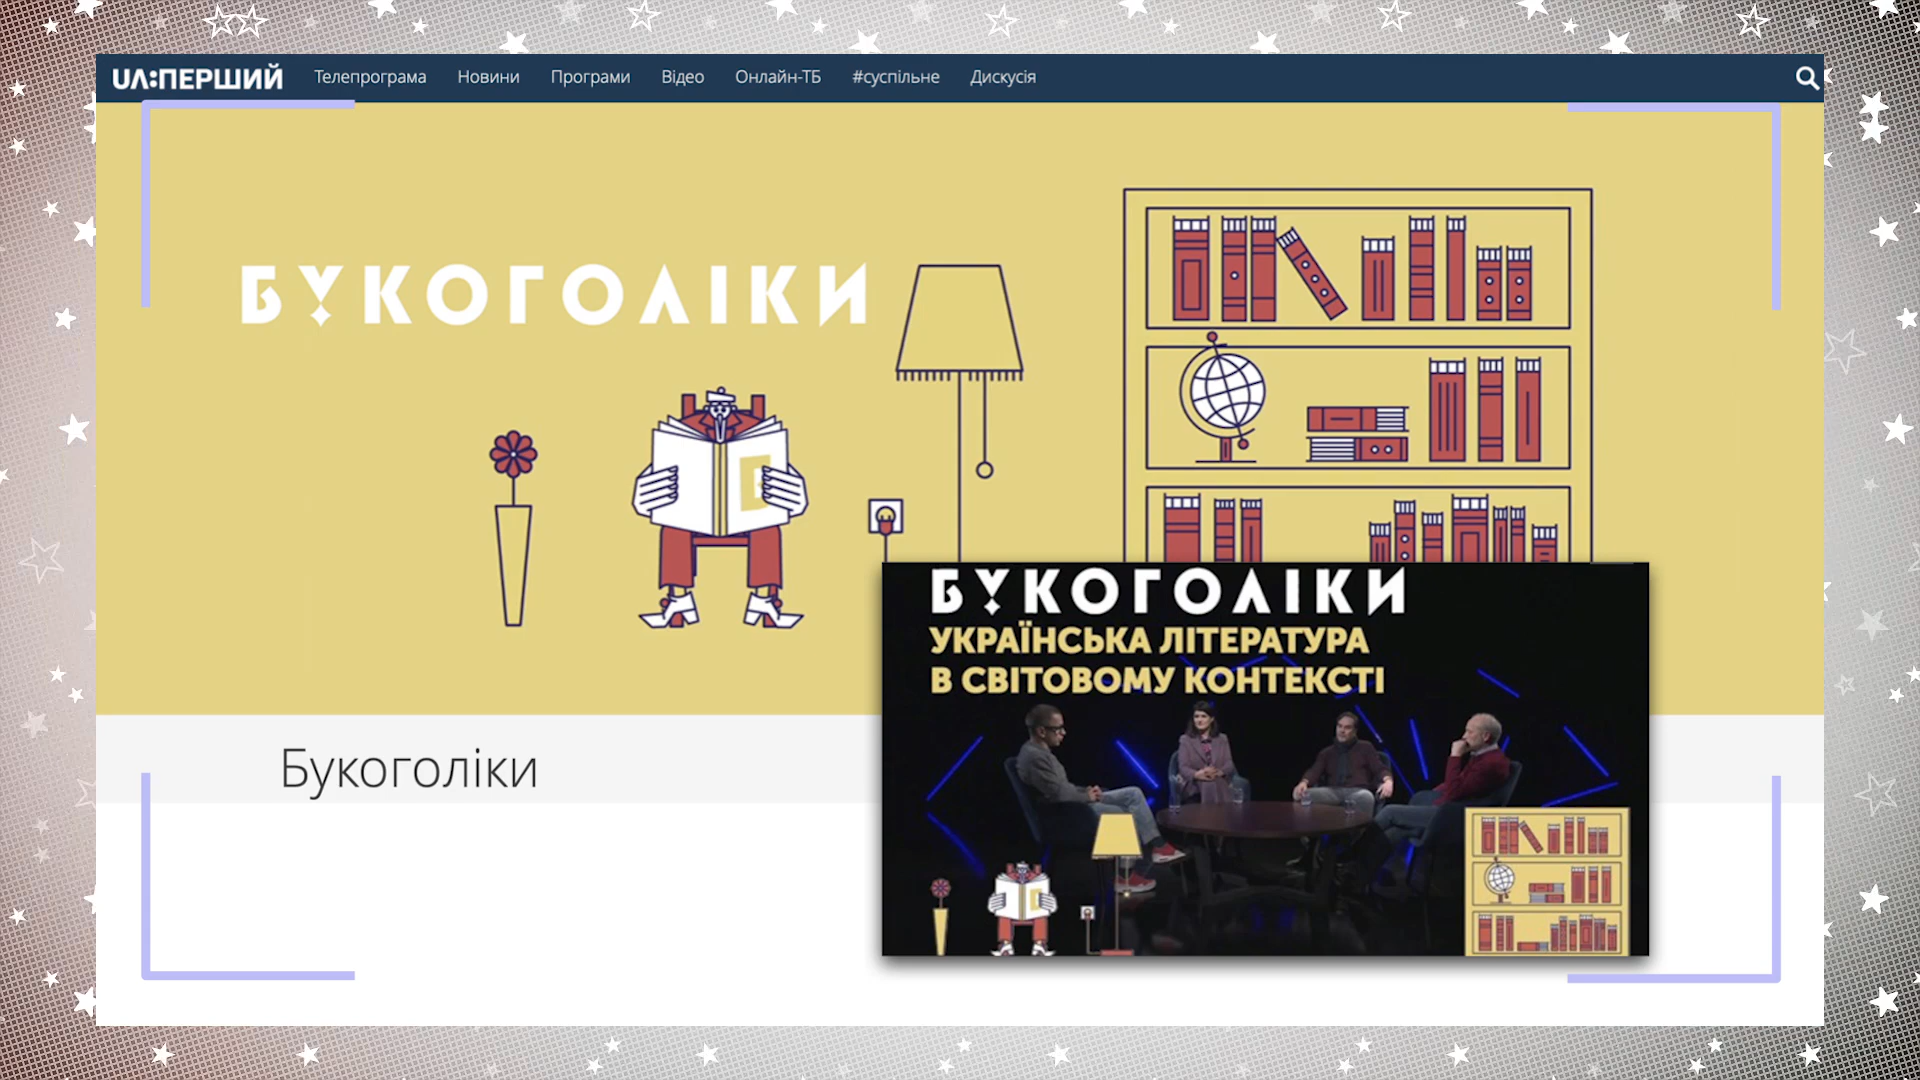 UA:ПЕРШИЙ Телепрограма Новини Програми Відео Онлайн-ТБ #суспільне Дискусія
БУКОГОЛІКИ
Букоголіки
БУКОГОЛІКИ
УКРАЇНСЬКА ЛІТЕРАТУРА
В СВІТОВОМУ КОНТЕКСТІ